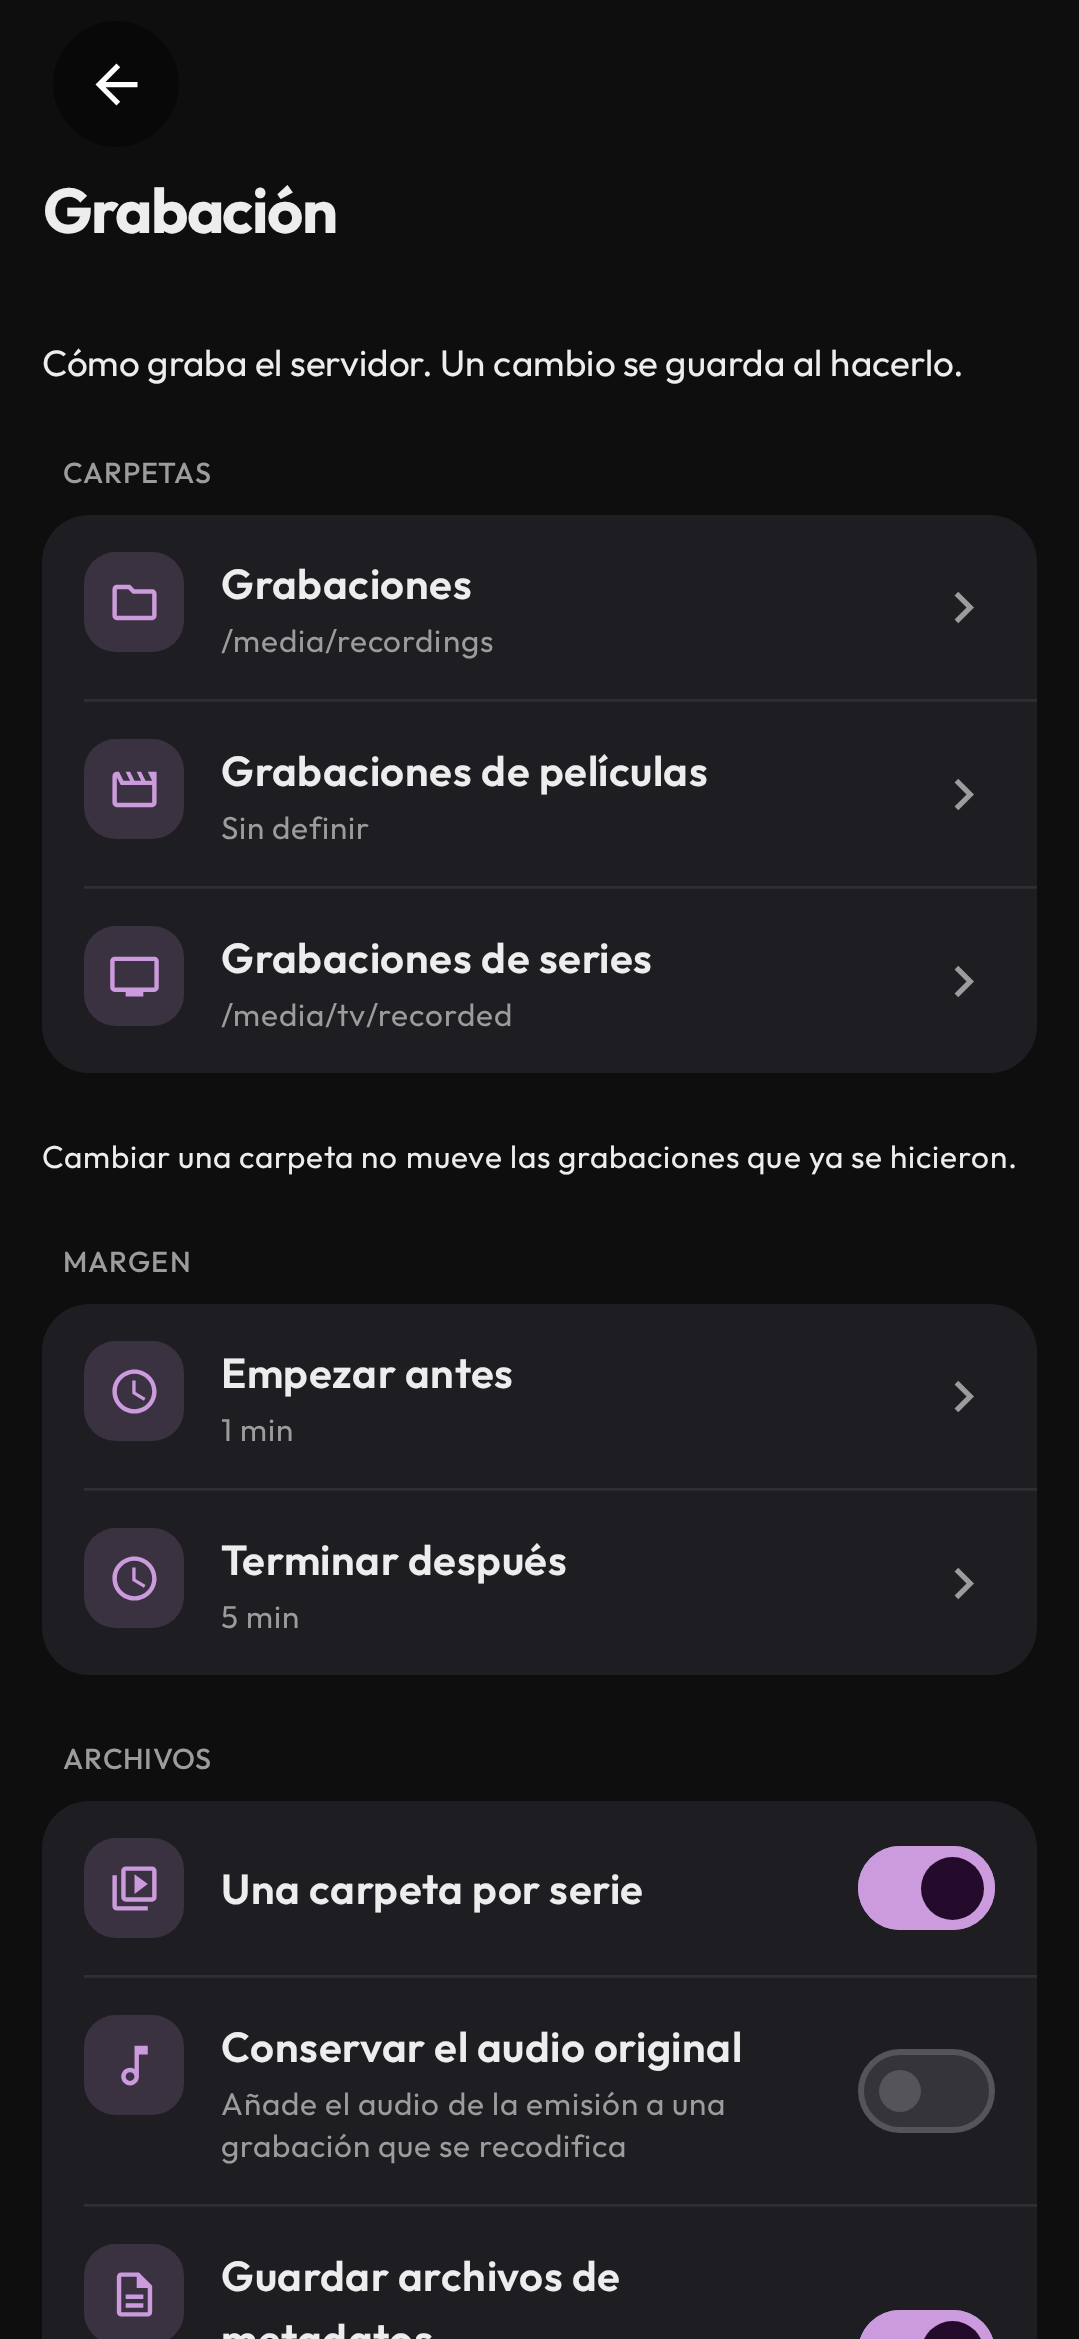 Grabación
Cómo graba el servidor. Un cambio se guarda al hacerlo.
CARPETAS
Grabaciones
/media/recordings
Grabaciones de películas
Sin definir
Grabaciones de series
/media/tv/recorded
Cambiar una carpeta no mueve las grabaciones que ya se hicieron.
MARGEN
Empezar antes
1 min
Terminar después
5 min
ARCHIVOS
Una carpeta por serie
Conservar el audio original
Añade el audio de la emisión a una
grabación que se recodifica
Guardar archivos de
metadatos